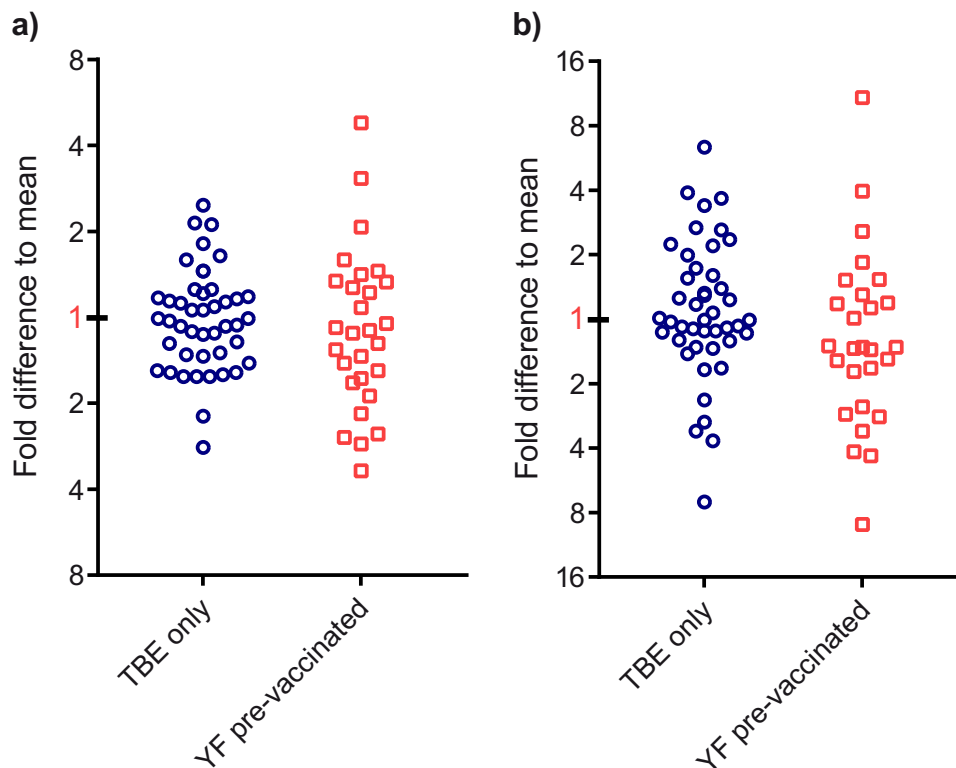 a)
Fold difference to mean
8
4
2
1
2
4
8
TBE only
YF pre-vaccinated
b)
Fold difference to mean
16
8
4
2
1
2
4
8
16
TBE only
YF pre-vaccinated